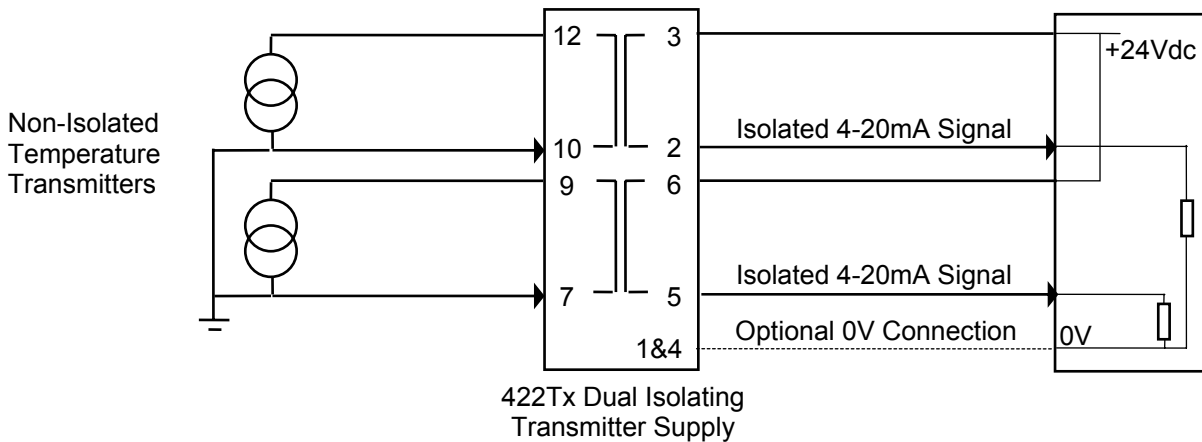 12 3
+24Vdc
Non-Isolated
Temperature
Transmitters
Isolated 4-20mA Signal
10 2
9 6
Isolated 4-20mA Signal
7 5
Optional 0V Connection
1&4 0V
422Tx Dual Isolating
Transmitter Supply